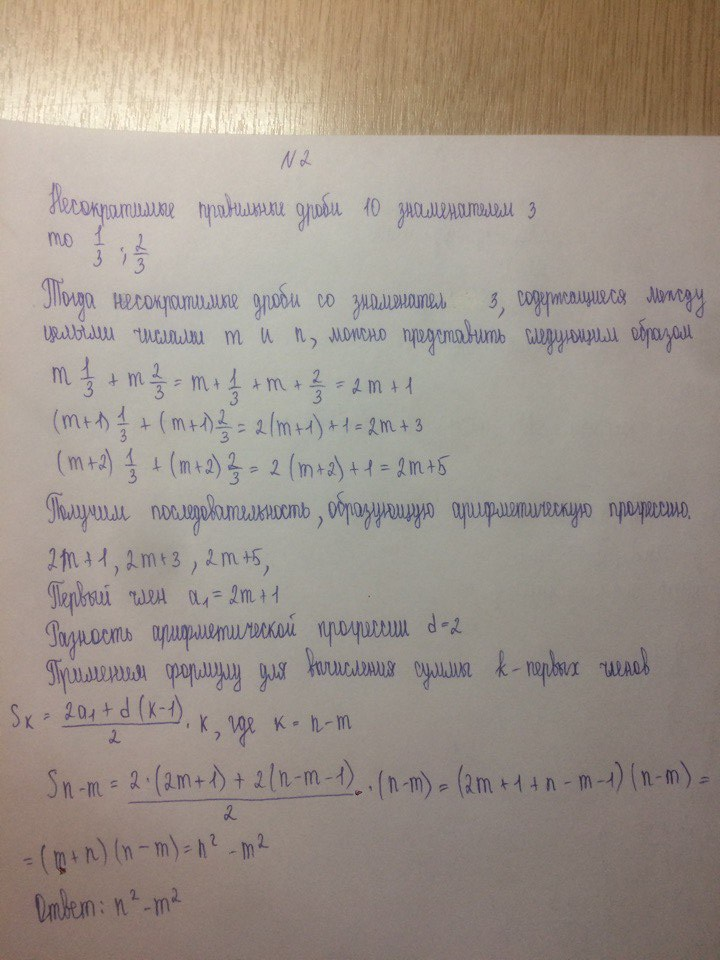 N 2
Несократимые правильные дроби 10 знаменателем 3
то 1/3 ; 2/3
Тогда несократимые дроби со знаменател 3, содержащиеся между
целыми числами m и n, можно представить следующим образом
m 1/3 + m 2/3 = m + 1/3 + m + 2/3 = 2m + 1
(m+1) 1/3 + (m+1) 2/3 = 2(m+1) + 1 = 2m + 3
(m+2) 1/3 + (m+2) 2/3 = 2 (m+2) + 1 = 2m + 5
Получим последовательность, образующую арифметическую прогрессию.
2m + 1, 2m + 3, 2m + 5,
Первый член a₁ = 2m + 1
Разность арифметической прогрессии d = 2
Применим формулу для вычисления суммы k - первых членов
Sк = (2a₁ + d (к-1))/2 · к, где к = n - m
Sn-m = (2·(2m+1) + 2(n-m-1))/2 · (n-m) = (2m + 1 + n - m - 1) (n - m) =
= (m + n) (n - m) = n² - m²
Ответ: n² - m²